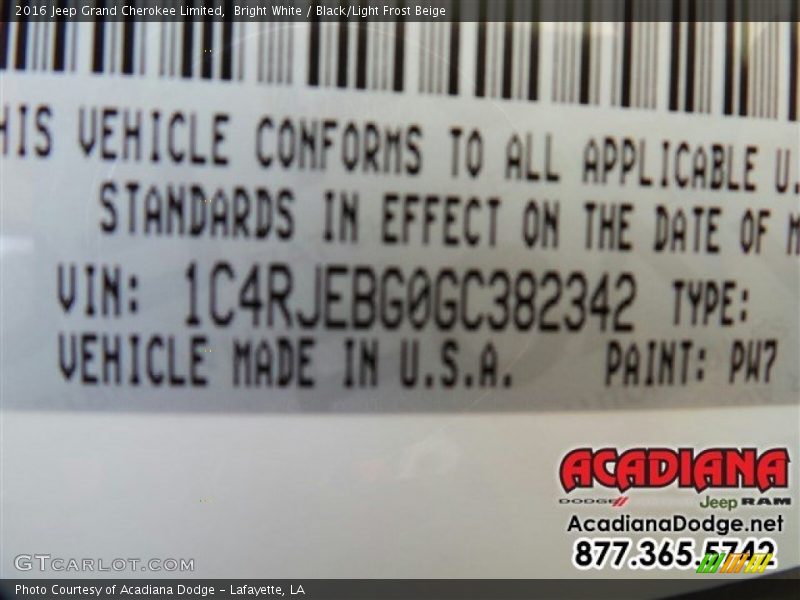 2016 Jeep Grand Cherokee Limited, Bright White / Black/Light Frost Beige
HIS VEHICLE CONFORMS TO ALL APPLICABLE U.
STANDARDS IN EFFECT ON THE DATE OF M
VIN: 1C4RJEBG0GC382342 TYPE:
VEHICLE MADE IN U.S.A. PAINT: PW7
ACADIANA
DODGE Jeep RAM
AcadianaDodge.net
877.365.5742
GTCARLOT.COM
Photo Courtesy of Acadiana Dodge - Lafayette, LA